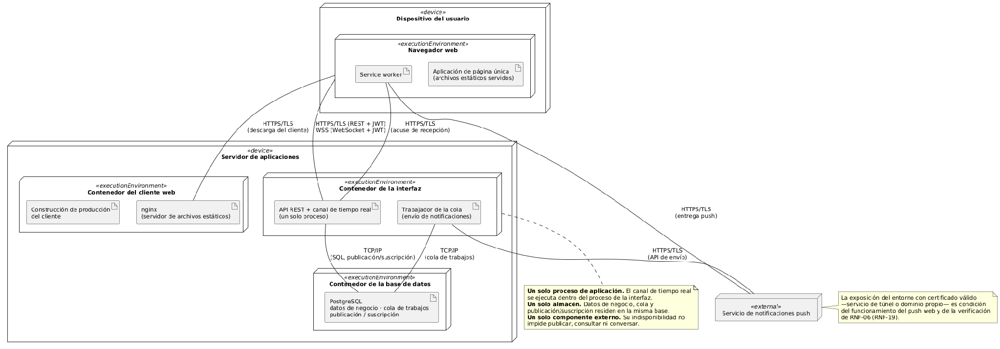 «device»
Dispositivo del usuario
«executionEnvironment»
Navegador web
Service worker
Aplicación de página única
(archivos estáticos servidos)
HTTPS/TLS
(descarga del cliente)
HTTPS/TLS (REST + JWT)
WSS (WebSocket + JWT)
HTTPS/TLS
(acuse de recepción)
«device»
Servidor de aplicaciones
«executionEnvironment»
Contenedor del cliente web
Construcción de producción
del cliente
nginx
(servidor de archivos estáticos)
«executionEnvironment»
Contenedor de la interfaz
API REST + canal de tiempo real
(un solo proceso)
Trabajador de la cola
(envío de notificaciones)
HTTPS/TLS
(entrega push)
TCP/IP
(SQL, publicación/suscripción)
TCP/IP
(cola de trabajos)
HTTPS/TLS
(API de envío)
«executionEnvironment»
Contenedor de la base de datos
PostgreSQL
datos de negocio · cola de trabajos
publicación / suscripción
Un solo proceso de aplicación. El canal de tiempo real
se ejecuta dentro del proceso de la interfaz.
Un solo almacén. Datos de negocio, cola y
publicación/suscripción residen en la misma base.
Un solo componente externo. Su indisponibilidad no
impide publicar, consultar ni conversar.
«external»
Servicio de notificaciones push
La exposición del entorno con certificado válido
—servicio de túnel o dominio propio— es condición
del funcionamiento del push web y de la verificación
de RNF-06 (RNF-19).